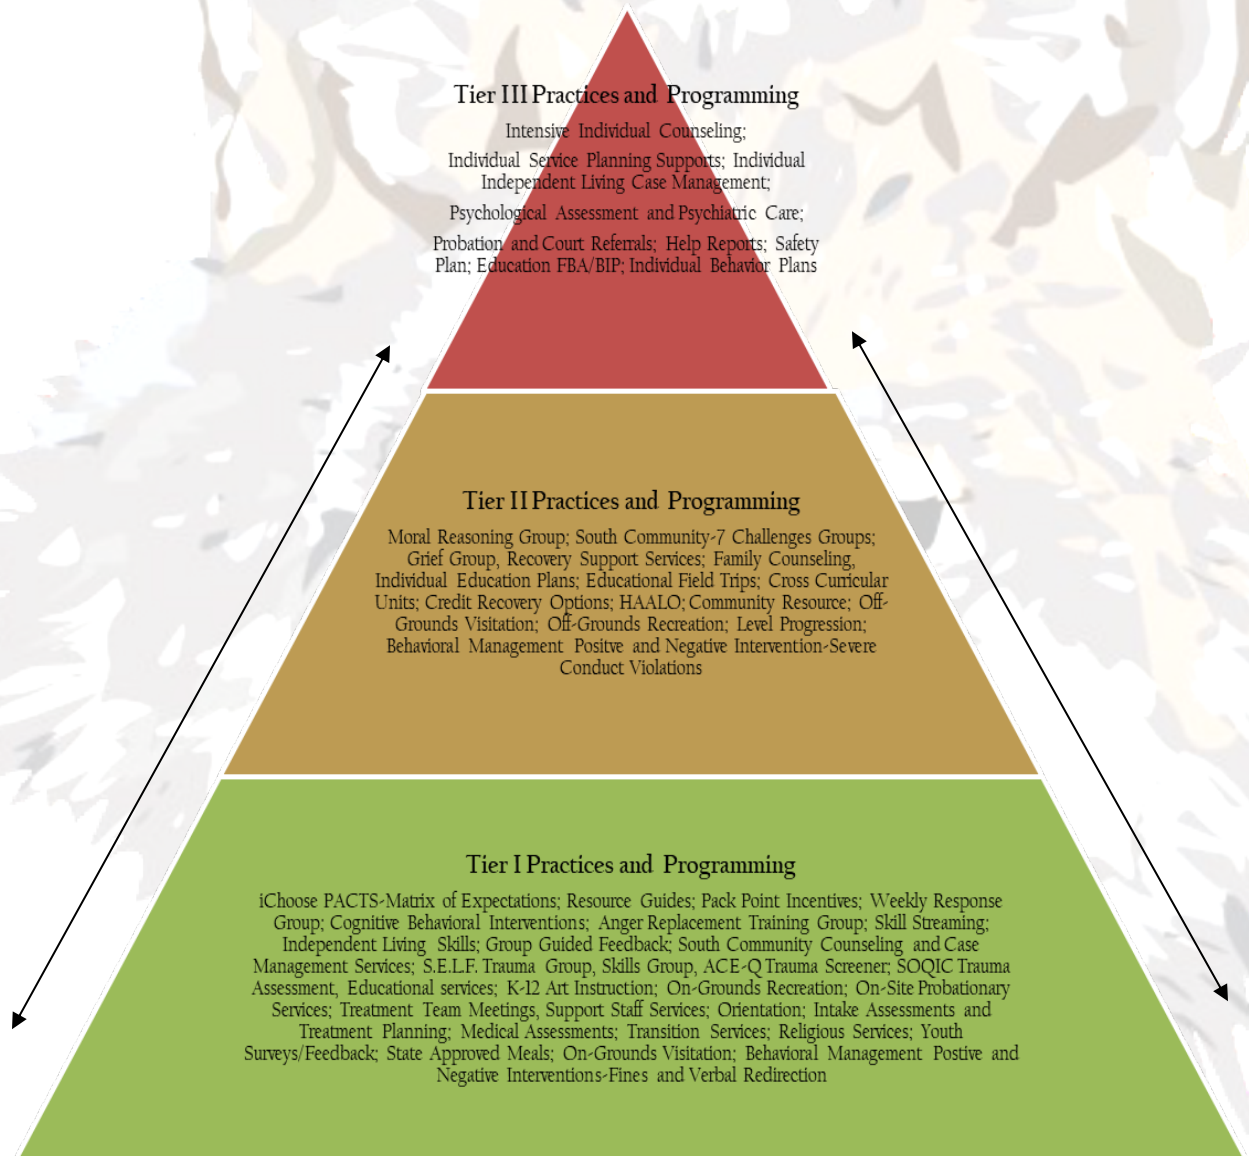 Tier III Practices and Programming
Intensive Individual Counseling;
Individual Service Planning Supports; Individual
Independent Living Case Management;
Psychological Assessment and Psychiatric Care;
Probation and Court Referrals; Help Reports; Safety
Plan; Education FBA/BIP; Individual Behavior Plans
Tier II Practices and Programming
Moral Reasoning Group; South Community-7 Challenges Groups;
Grief Group, Recovery Support Services; Family Counseling,
Individual Education Plans; Educational Field Trips; Cross Curricular
Units; Credit Recovery Options; HAALO; Community Resource; Off-
Grounds Visitation; Off-Grounds Recreation; Level Progression;
Behavioral Management Positve and Negative Intervention-Severe
Conduct Violations
Tier I Practices and Programming
iChoose PACTS-Matrix of Expectations; Resource Guides; Pack Point Incentives; Weekly Response
Group; Cognitive Behavioral Interventions; Anger Replacement Training Group; Skill Streaming;
Independent Living Skills; Group Guided Feedback; South Community Counseling and Case
Management Services; S.E.L.F. Trauma Group, Skills Group, ACE-Q Trauma Screener; SOQIC Trauma
Assessment, Educational services; K-12 Art Instruction; On-Grounds Recreation; On-Site Probationary
Services; Treatment Team Meetings, Support Staff Services; Orientation; Intake Assessments and
Treatment Planning; Medical Assessments; Transition Services; Religious Services; Youth
Surveys/Feedback; State Approved Meals; On-Grounds Visitation; Behavioral Management Postive and
Negative Interventions-Fines and Verbal Redirection